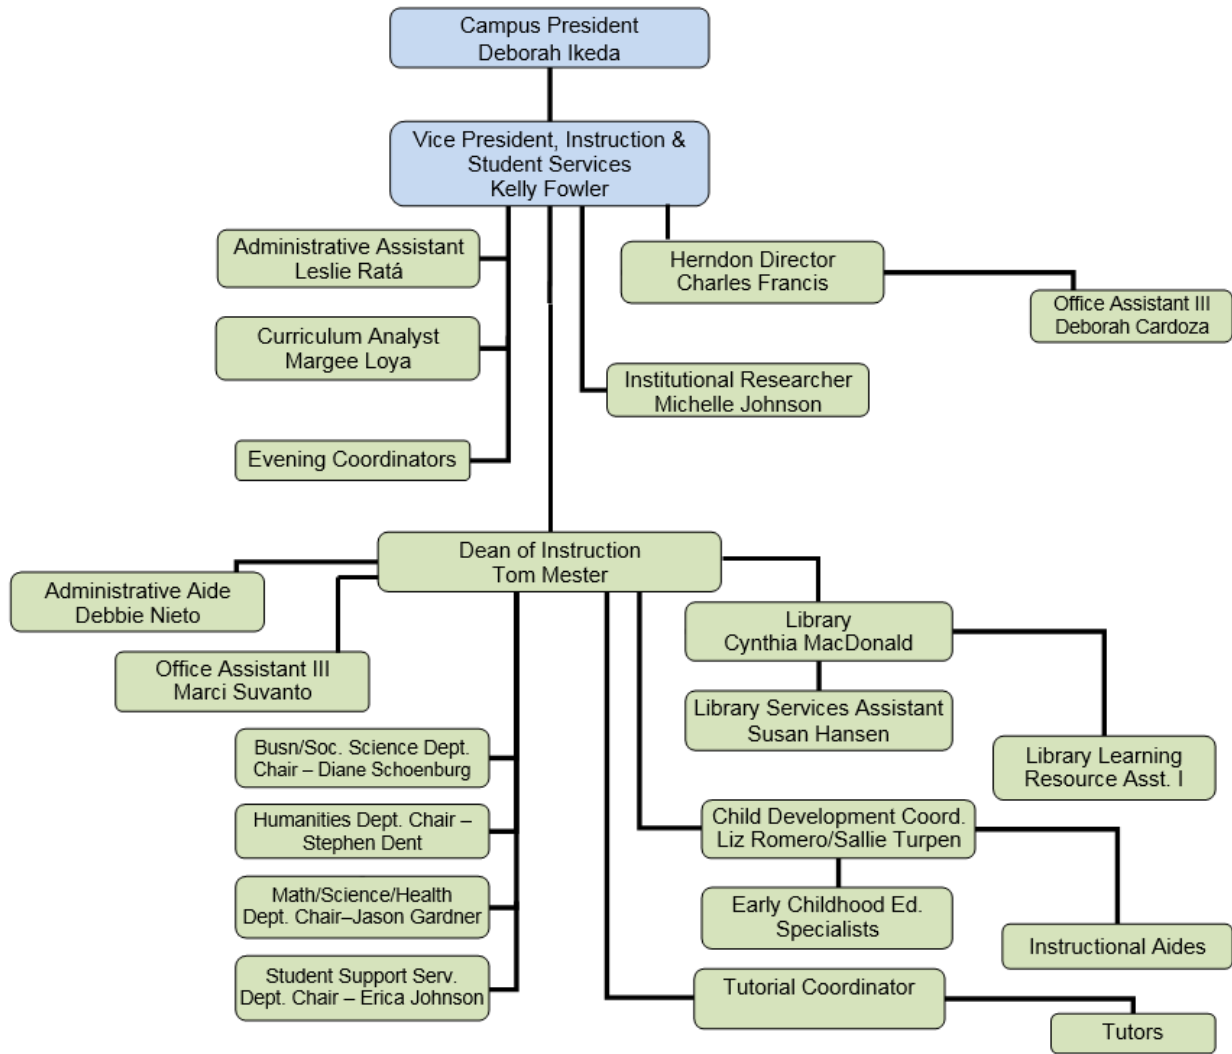 Campus President
Deborah Ikeda
Vice President, Instruction &
Student Services
Kelly Fowler
Administrative Assistant
Leslie Ratá
Herndon Director
Charles Francis
Office Assistant III
Deborah Cardoza
Curriculum Analyst
Margee Loya
Institutional Researcher
Michelle Johnson
Evening Coordinators
Dean of Instruction
Tom Mester
Administrative Aide
Debbie Nieto
Office Assistant III
Marci Suvanto
Library
Cynthia MacDonald
Library Services Assistant
Susan Hansen
Library Learning
Resource Asst. I
Busn/Soc. Science Dept.
Chair – Diane Schoenburg
Humanities Dept. Chair –
Stephen Dent
Math/Science/Health
Dept. Chair–Jason Gardner
Student Support Serv.
Dept. Chair – Erica Johnson
Child Development Coord.
Liz Romero/Sallie Turpen
Early Childhood Ed.
Specialists
Instructional Aides
Tutorial Coordinator
Tutors